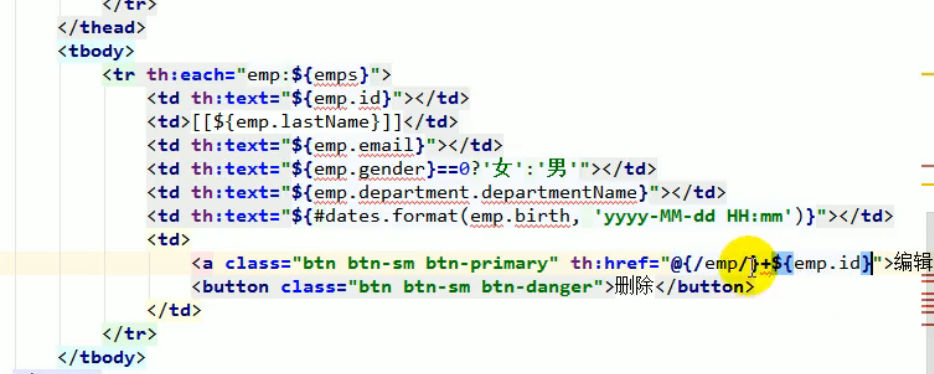 </tr>
</thead>
<tbody>
<tr th:each="emp:${emps}">
<td th:text="${emp.id}"></td>
<td>[[${emp.lastName}]]</td>
<td th:text="${emp.email}"></td>
<td th:text="${emp.gender}==0?'女':'男'"></td>
<td th:text="${emp.department.departmentName}"></td>
<td th:text="${#dates.format(emp.birth, 'yyyy-MM-dd HH:mm')}"></td>
<td>
<a class="btn btn-sm btn-primary" th:href="@{/emp/}+${emp.id}">编辑
<button class="btn btn-sm btn-danger">删除</button>
</td>
</tr>
</tbody>